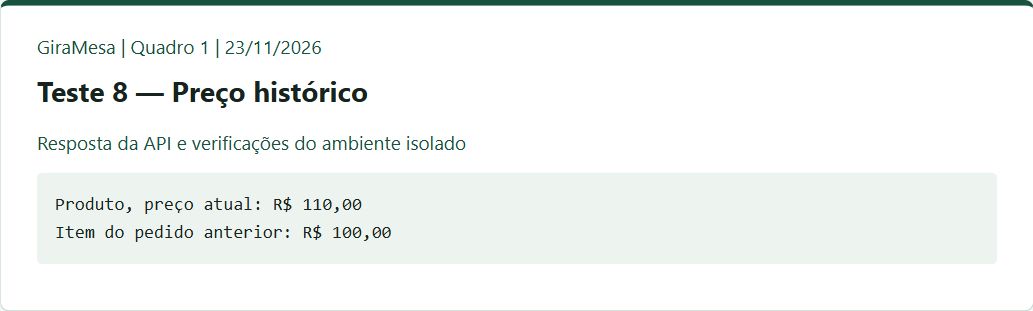 GiraMesa | Quadro 1 | 23/11/2026
Teste 8 — Preço histórico
Resposta da API e verificações do ambiente isolado
Produto, preço atual: R$ 110,00
Item do pedido anterior: R$ 100,00